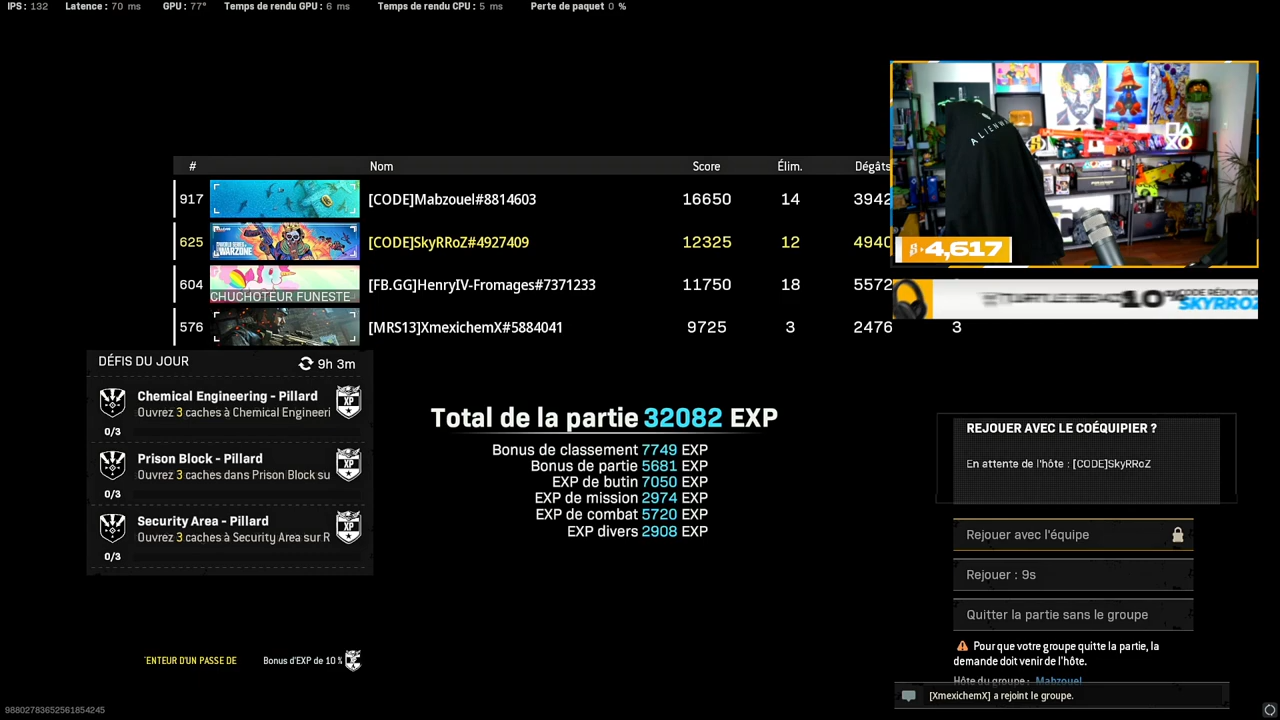 IPS : 132 Latence : 70 ms GPU : 77° Temps de rendu GPU : 6 ms Temps de rendu CPU : 5 ms Perte de paquet 0 %
# Nom Score Élim. Dégâts
917 [CODE]Mabzouel#8814603 16650 14 3942
625 [CODE]SkyRRoZ#4927409 12325 12 4940
604 CHUCHOTEUR FUNESTE [FB.GG]HenryIV-Fromages#7371233 11750 18 5572
576 [MRS13]XmexichemX#5884041 9725 3 2476 3
WARZONE
ALIENW
4,617
10%
CODE RÉDUCTION
SKYRROZ
DÉFIS DU JOUR 9h 3m
Chemical Engineering - Pillard
Ouvrez 3 caches à Chemical Engineeri
XP
0/3
Prison Block - Pillard
Ouvrez 3 caches dans Prison Block su
XP
0/3
Security Area - Pillard
Ouvrez 3 caches à Security Area sur R
XP
0/3
'ENTEUR D'UN PASSE DE Bonus d'EXP de 10 %
Total de la partie 32082 EXP
Bonus de classement 7749 EXP
Bonus de partie 5681 EXP
EXP de butin 7050 EXP
EXP de mission 2974 EXP
EXP de combat 5720 EXP
EXP divers 2908 EXP
REJOUER AVEC LE COÉQUIPIER ?
En attente de l'hôte : [CODE]SkyRRoZ
Rejouer avec l'équipe
Rejouer : 9s
Quitter la partie sans le groupe
Pour que votre groupe quitte la partie, la
demande doit venir de l'hôte.
Hôte du groupe : Mabzouel
[XmexichemX] a rejoint le groupe.
98802783652561854245